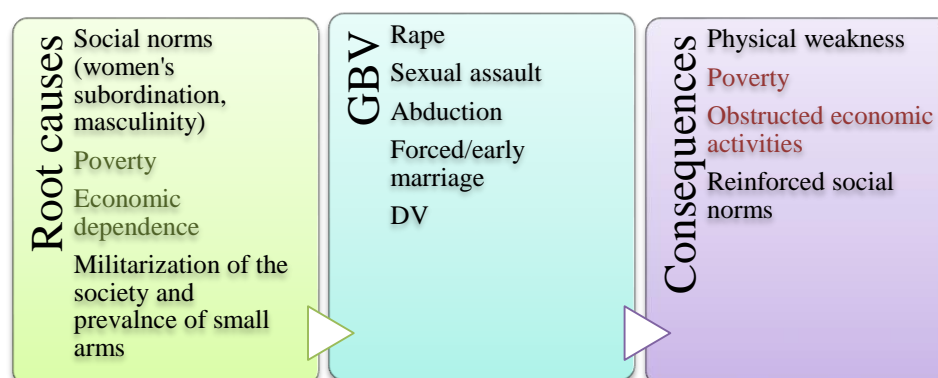 Root causes
Social norms
(women's
subordination,
masculinity)
Poverty
Economic
dependence
Militarization of the
society and
prevalnce of small
arms
GBV
Rape
Sexual assault
Abduction
Forced/early
marriage
DV
Consequences
Physical weakness
Poverty
Obstructed economic
activities
Reinforced social
norms